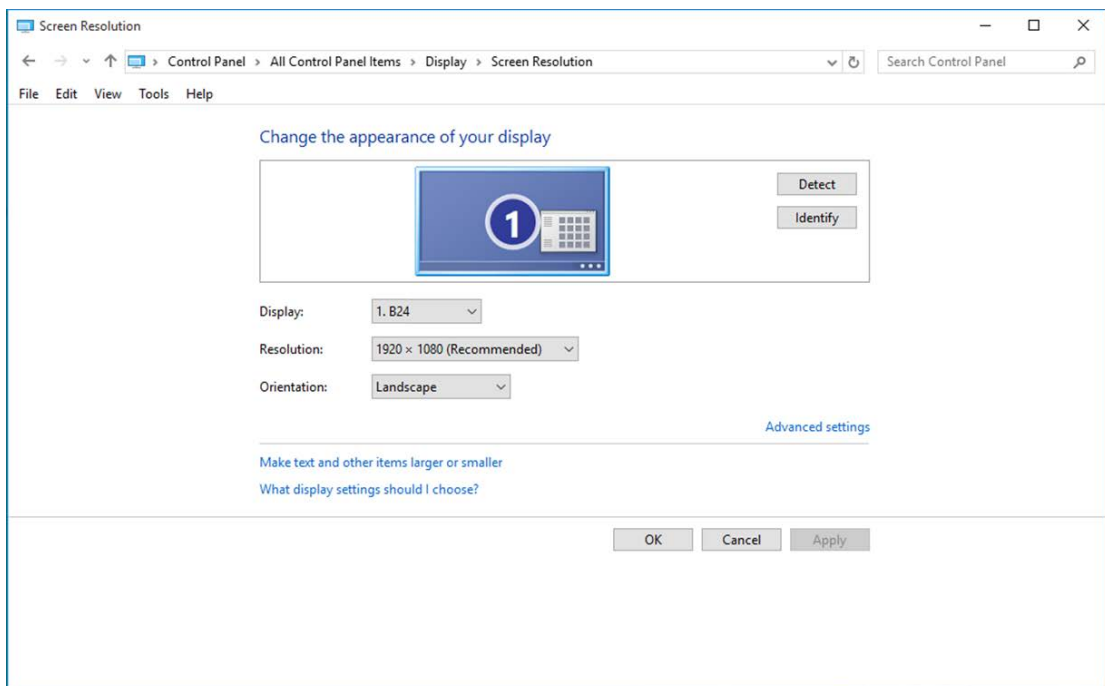 Screen Resolution
Control Panel > All Control Panel Items > Display > Screen Resolution
Search Control Panel
File Edit View Tools Help
Change the appearance of your display
1
Detect
Identify
Display: 1. B24
Resolution: 1920 × 1080 (Recommended)
Orientation: Landscape
Advanced settings
Make text and other items larger or smaller
What display settings should I choose?
OK Cancel Apply